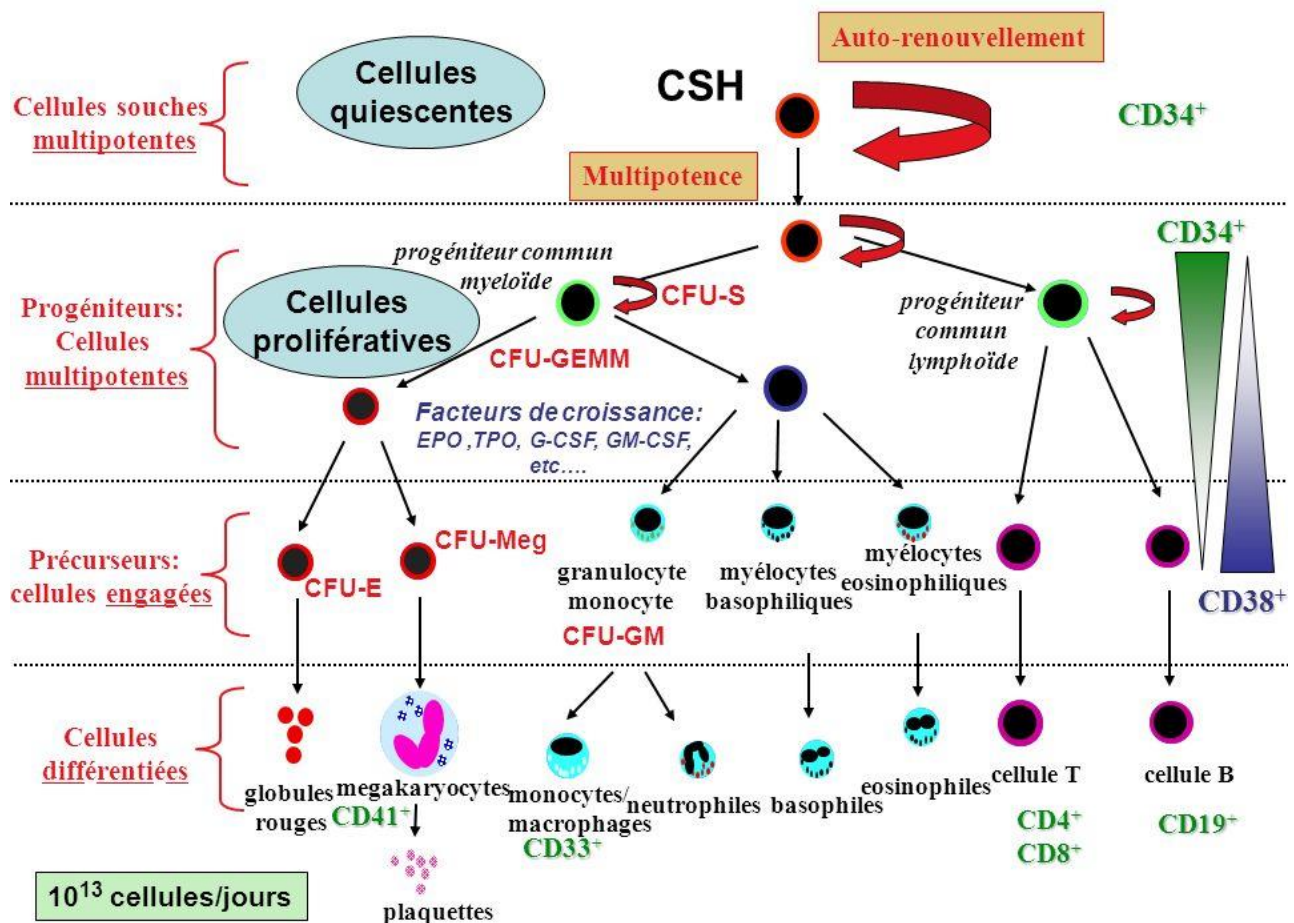 Auto-renouvellement
Cellules
quiescentes
CSH
Cellules souches
multipotentes
CD34+
Multipotence
progéniteur commun
myeloïde
CD34+
CFU-S
Progéniteurs:
Cellules
multipotentes
Cellules
prolifératives
progéniteur
commun
lymphoïde
CFU-GEMM
Facteurs de croissance:
EPO ,TPO, G-CSF, GM-CSF,
etc….
Précurseurs:
cellules engagées
CFU-E
CFU-Meg
granulocyte
monocyte
CFU-GM
myélocytes
basophiliques
myélocytes
eosinophiliques
CD38+
Cellules
différentiées
globules
rouges
megakaryocytes
CD41+
monocytes/
macrophages
CD33+
neutrophiles
basophiles
eosinophiles
cellule T
CD4+
CD8+
cellule B
CD19+
10¹³ cellules/jours
plaquettes